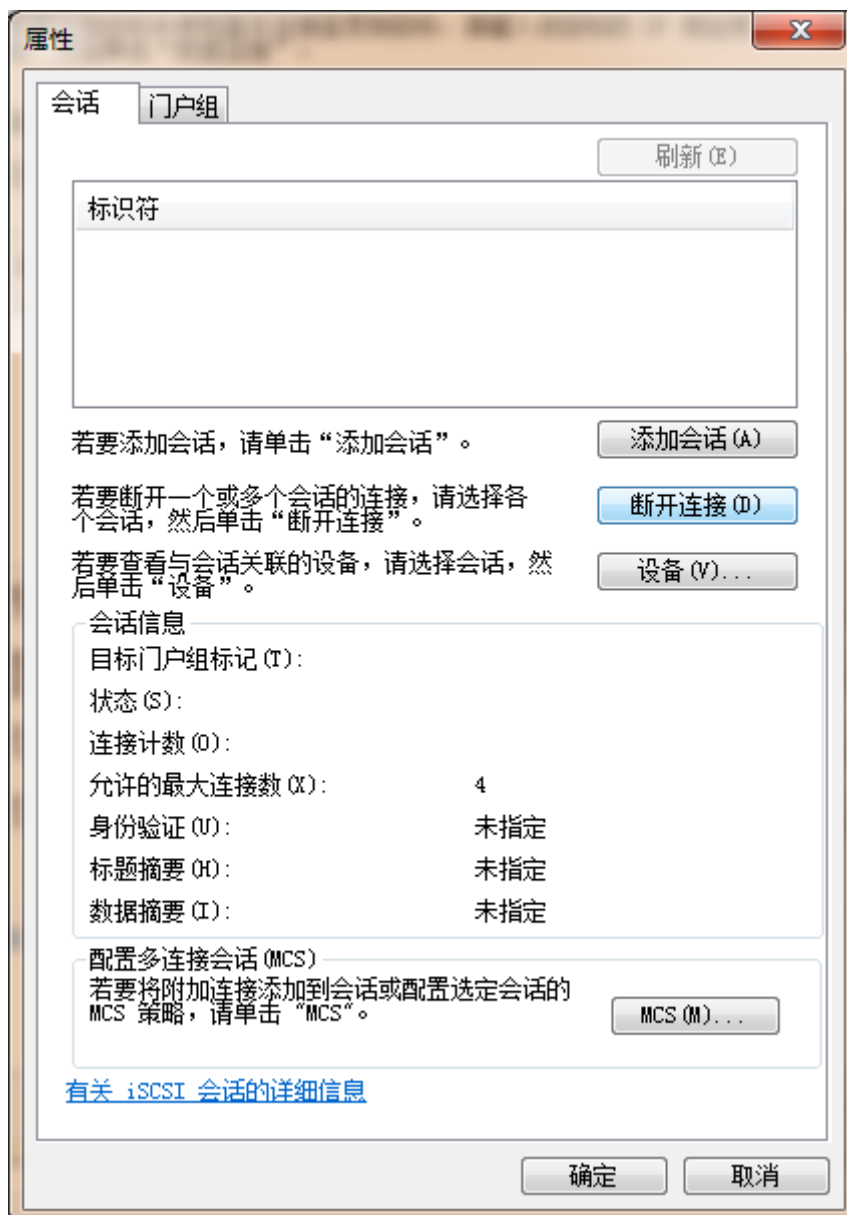 属性
会话
门户组
刷新(E)
标识符
若要添加会话，请单击“添加会话”。
添加会话(A)
若要断开一个或多个会话的连接，请选择各
个会话，然后单击“断开连接”。
断开连接(D)
若要查看与会话关联的设备，请选择会话，然
后单击“设备”。
设备(V)...
会话信息
目标门户组标记(T):
状态(S):
连接计数(O):
允许的最大连接数(X): 4
身份验证(U): 未指定
标题摘要(H): 未指定
数据摘要(I): 未指定
配置多连接会话(MCS)
若要将附加连接添加到会话或配置选定会话的
MCS 策略，请单击 "MCS"。
MCS(M)...
有关 iSCSI 会话的详细信息
确定
取消